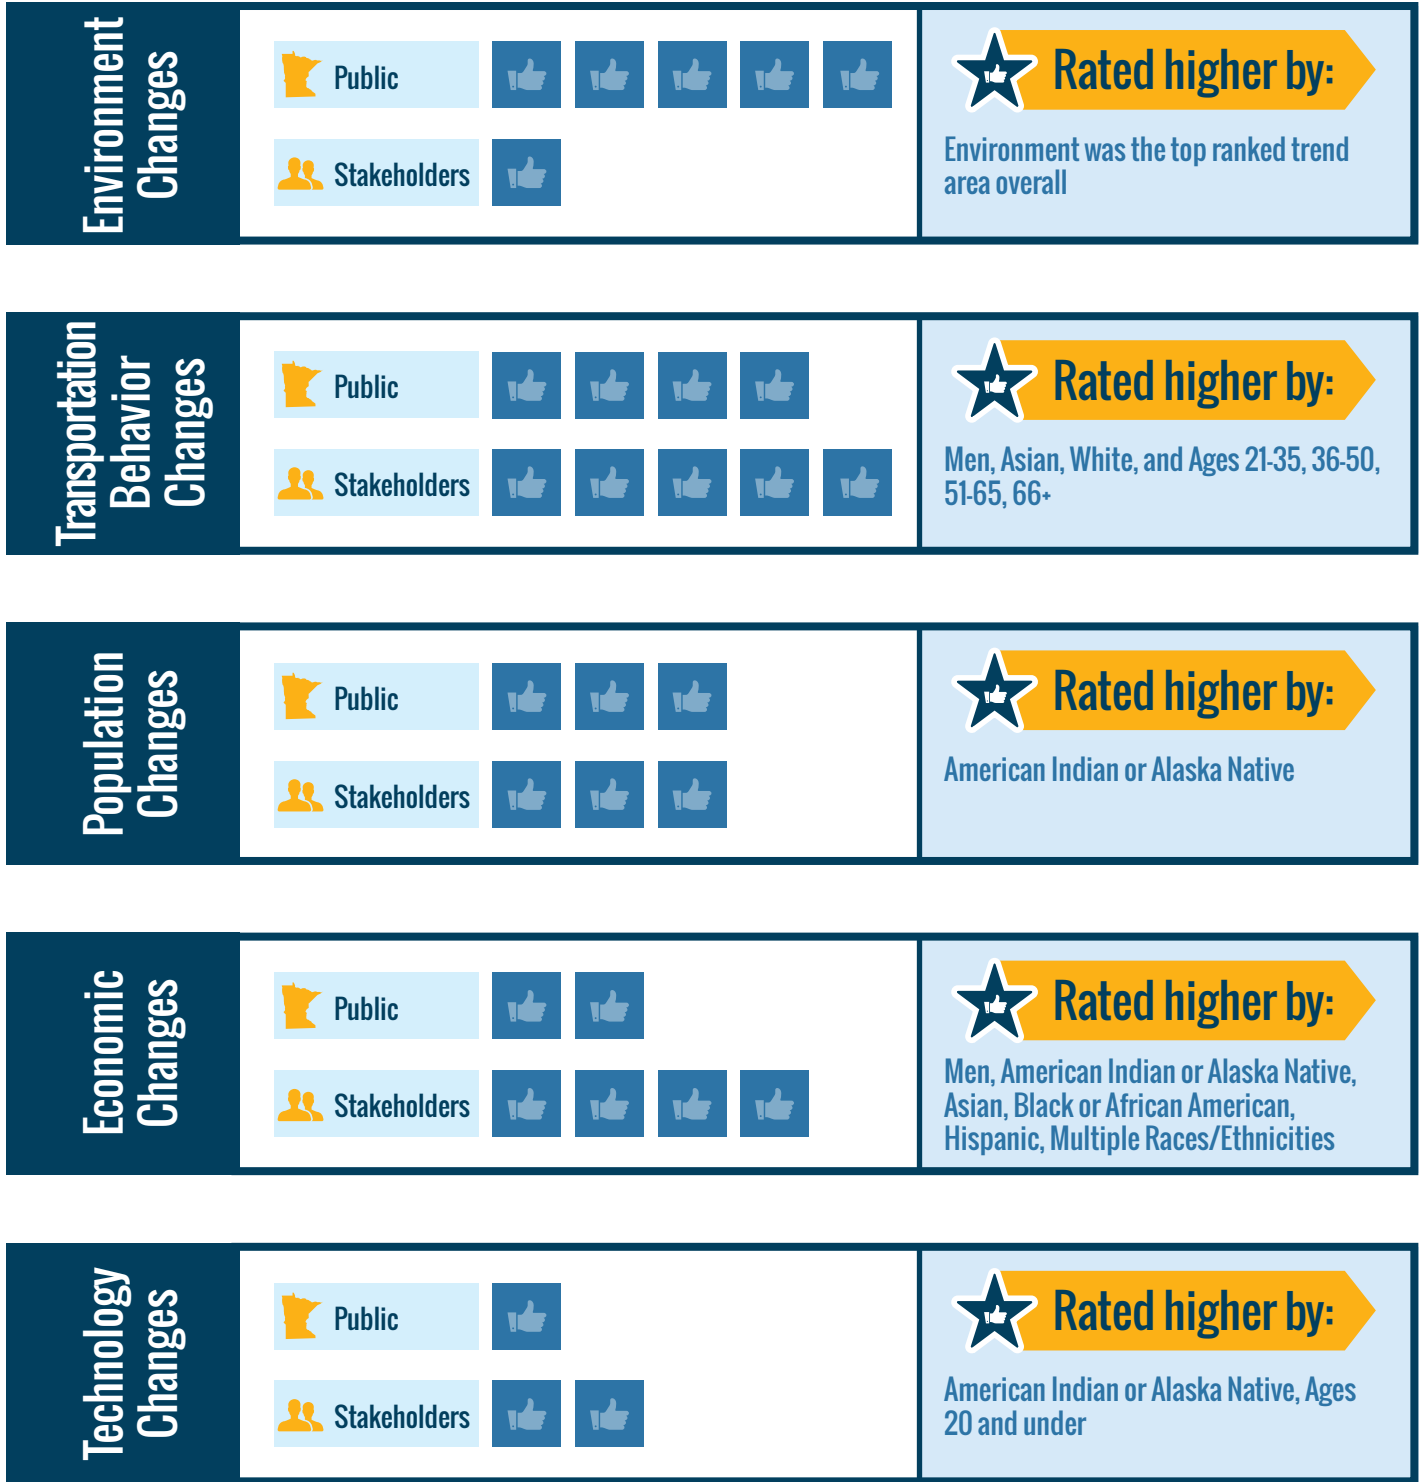 Environment
Changes
Public
Stakeholders
Rated higher by:
Environment was the top ranked trend
area overall
Transportation
Behavior
Changes
Public
Stakeholders
Rated higher by:
Men, Asian, White, and Ages 21-35, 36-50,
51-65, 66+
Population
Changes
Public
Stakeholders
Rated higher by:
American Indian or Alaska Native
Economic
Changes
Public
Stakeholders
Rated higher by:
Men, American Indian or Alaska Native,
Asian, Black or African American,
Hispanic, Multiple Races/Ethnicities
Technology
Changes
Public
Stakeholders
Rated higher by:
American Indian or Alaska Native, Ages
20 and under